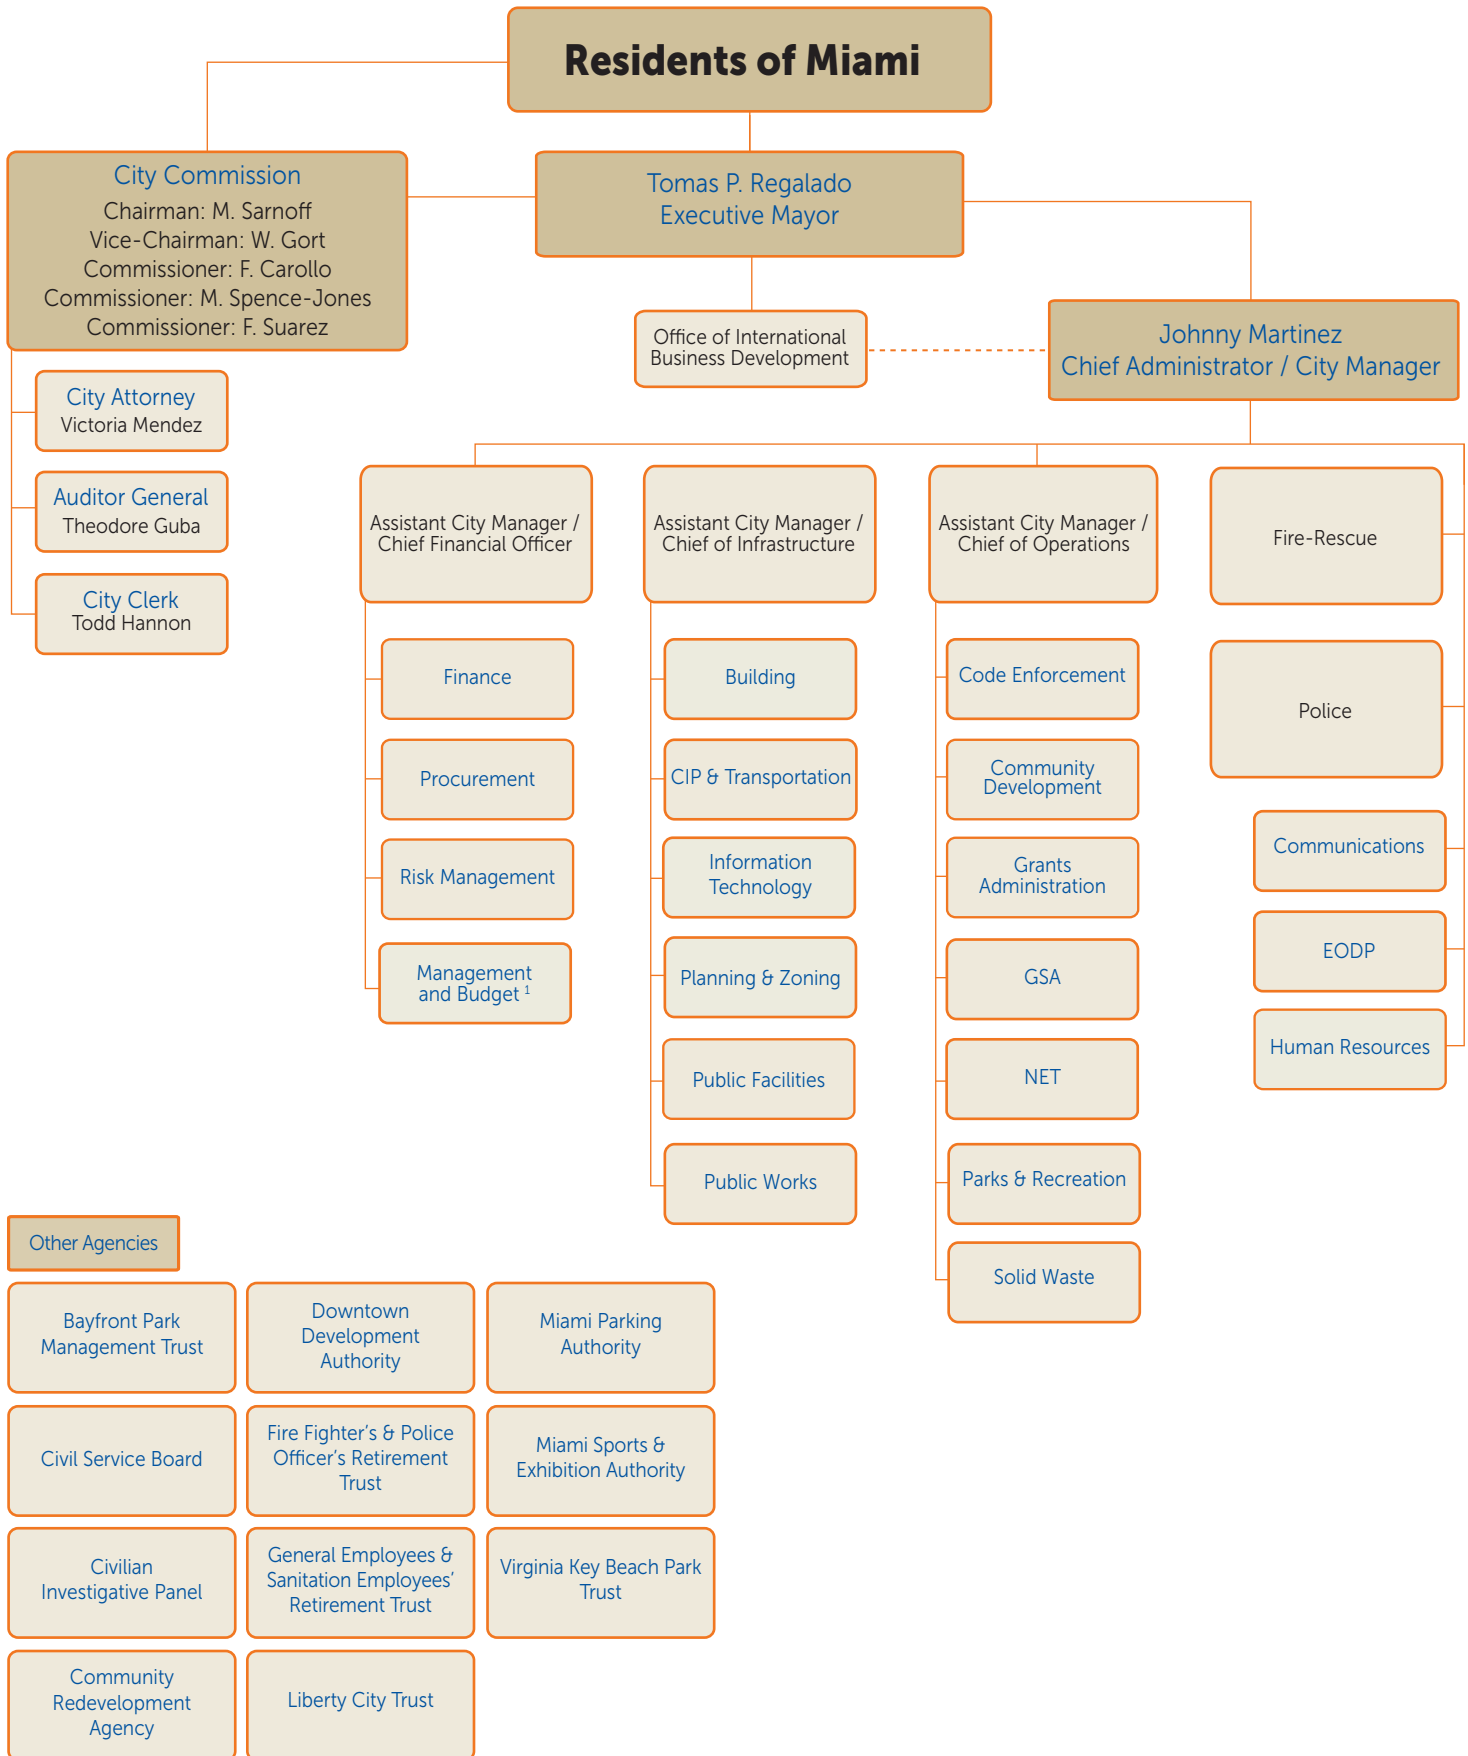 Residents of Miami
City Commission
Chairman: M. Sarnoff
Vice-Chairman: W. Gort
Commissioner: F. Carollo
Commissioner: M. Spence-Jones
Commissioner: F. Suarez
Tomas P. Regalado
Executive Mayor
Office of International
Business Development
Johnny Martinez
Chief Administrator / City Manager
City Attorney
Victoria Mendez
Auditor General
Theodore Guba
City Clerk
Todd Hannon
Assistant City Manager /
Chief Financial Officer
Finance
Procurement
Risk Management
Management
and Budget ¹
Assistant City Manager /
Chief of Infrastructure
Building
CIP & Transportation
Information
Technology
Planning & Zoning
Public Facilities
Public Works
Assistant City Manager /
Chief of Operations
Code Enforcement
Community
Development
Grants
Administration
GSA
NET
Parks & Recreation
Solid Waste
Fire-Rescue
Police
Communications
EODP
Human Resources
Other Agencies
Bayfront Park
Management Trust
Downtown
Development
Authority
Miami Parking
Authority
Civil Service Board
Fire Fighter's & Police
Officer's Retirement
Trust
Miami Sports &
Exhibition Authority
Civilian
Investigative Panel
General Employees &
Sanitation Employees'
Retirement Trust
Virginia Key Beach Park
Trust
Community
Redevelopment
Agency
Liberty City Trust